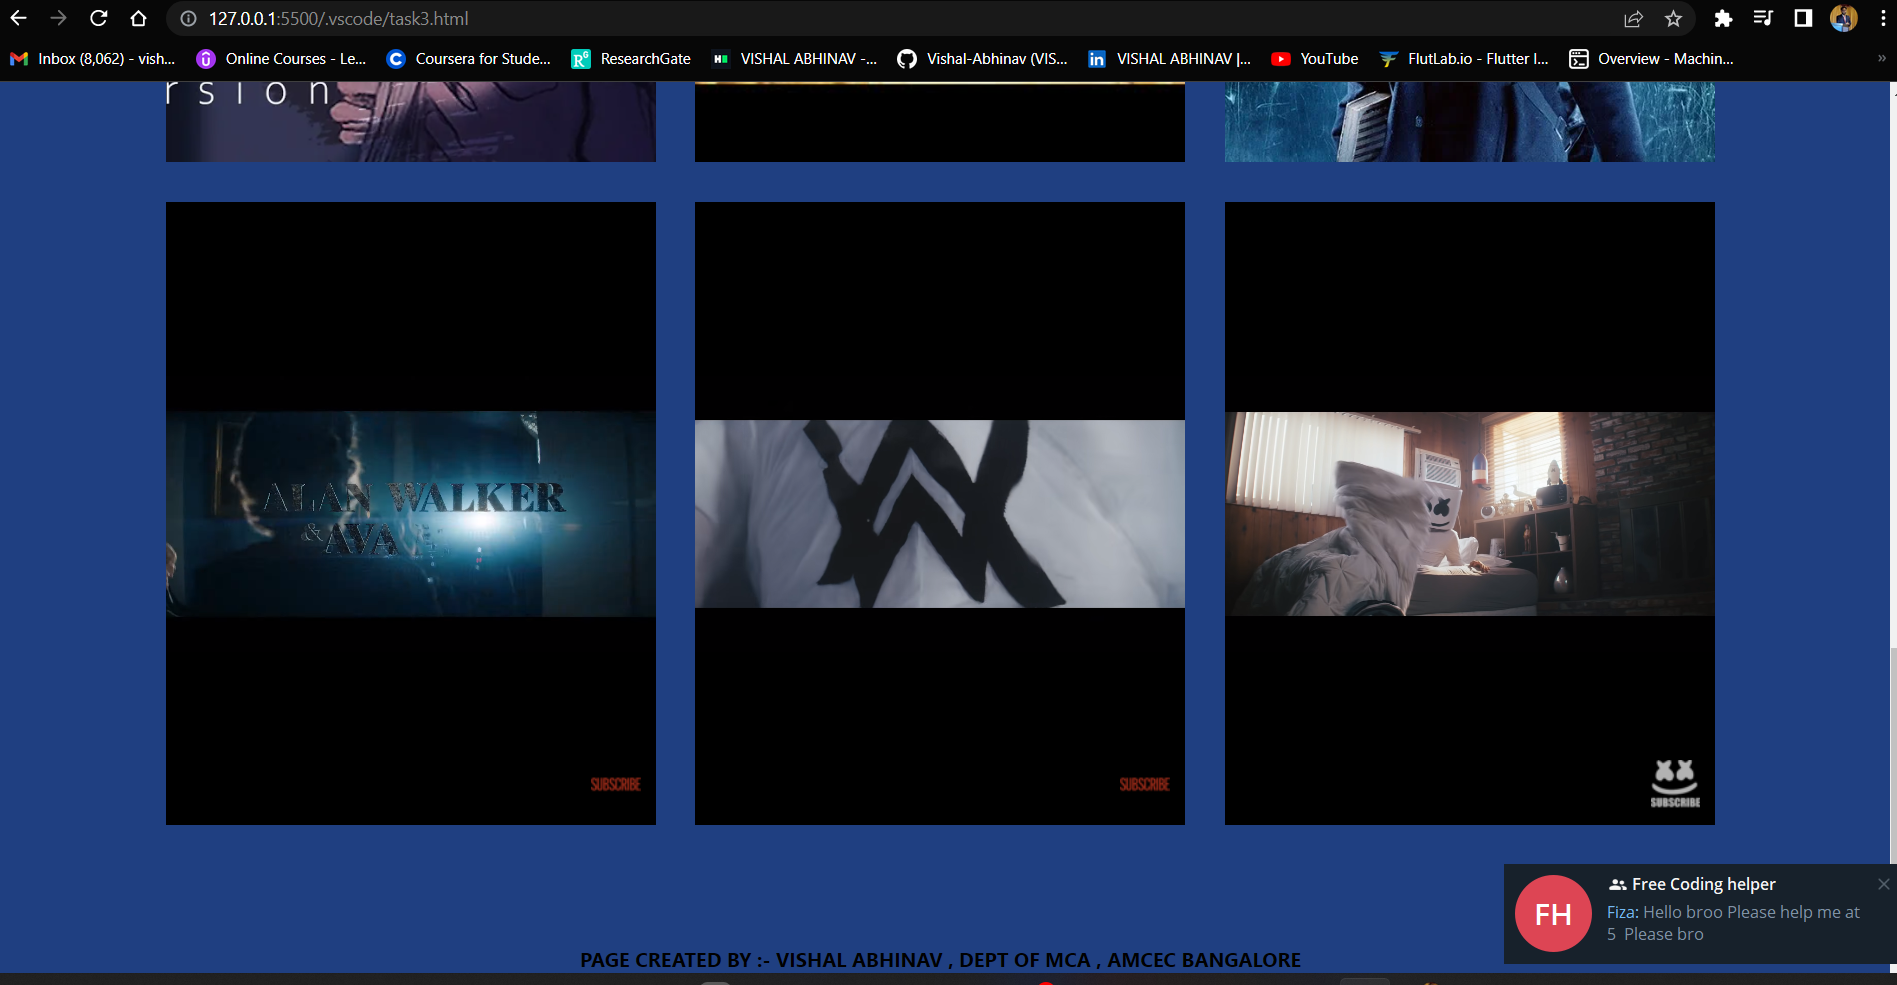 127.0.0.1:5500/.vscode/task3.html
Inbox (8,062) - vish...
Online Courses - Le...
Coursera for Stude...
ResearchGate
VISHAL ABHINAV -...
Vishal-Abhinav (VIS...
VISHAL ABHINAV |...
YouTube
FlutLab.io - Flutter I...
Overview - Machin...
»
rsion
ALAN WALKER
& AVA
SUBSCRIBE
SUBSCRIBE
SUBSCRIBE
Free Coding helper
FH
Fiza: Hello broo Please help me at
5 Please bro
PAGE CREATED BY :- VISHAL ABHINAV , DEPT OF MCA , AMCEC BANGALORE